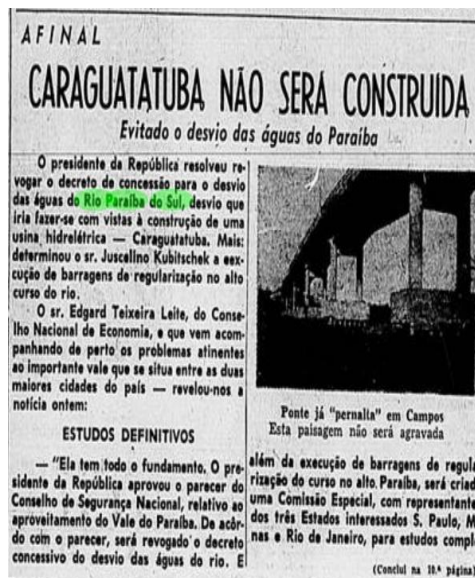 AFINAL
CARAGUATATUBA NÃO SERÁ CONSTRUIDA
Evitado o desvio das águas do Paraíba
O presidente da República resolveu re-
vogar o decreto de concessão para o desvio
das águas do Rio Paraíba do Sul, desvio que
iria fazer-se com vistas à construção de uma
usina hidrelétrica — Caraguatatuba. Mais:
determinou o sr. Juscelino Kubitschek a exe-
cução de barragens de regularização no alto
curso do rio.
O sr. Edgard Teixeira Leite, do Conse-
lho Nacional de Economia, e que vem acom-
panhando de perto os problemas atinentes
ao importante vale que se situa entre as duas
maiores cidades do país — revelou-nos a
notícia ontem:
ESTUDOS DEFINITIVOS
— "Ela tem todo o fundamento. O pre-
sidente da República aprovou o parecer do
Conselho de Segurança Nacional, relativo ao
aproveitamento do Vale do Paraíba. De acôr-
do com o parecer, será revogado o decreto
concessivo do desvio das águas do rio. E
Ponte já "pernalta" em Campos
Esta paisagem não será agravada
além da execução de barragens de regula-
rização do curso no alto Paraíba, será criad
uma Comissão Especial, com representante
dos três Estados interessados S. Paulo, M
nas e Rio de Janeiro, para estudos compl
(Conclui na 10.ª página)